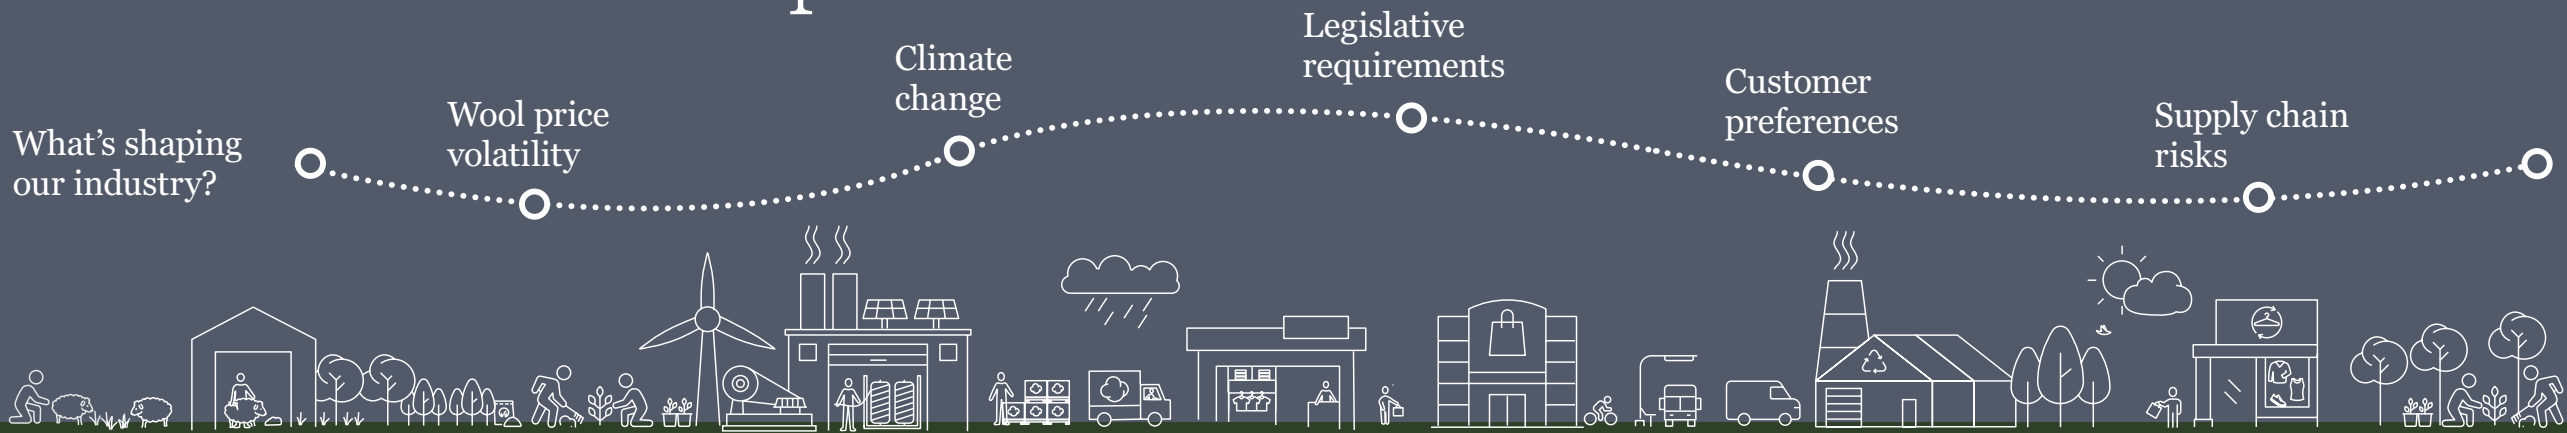 What's shaping
our industry?
Wool price
volatility
Climate
change
Legislative
requirements
Customer
preferences
Supply chain
risks